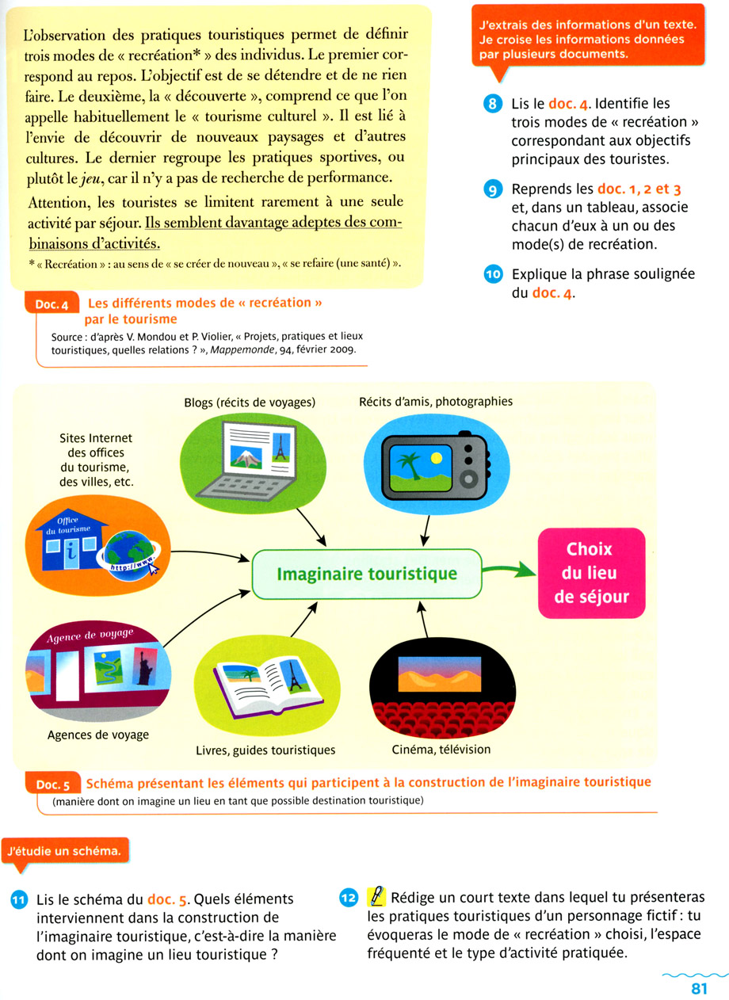 L'observation des pratiques touristiques permet de définir
trois modes de « recréation* » des individus. Le premier cor-
respond au repos. L'objectif est de se détendre et de ne rien
faire. Le deuxième, la « découverte », comprend ce que l'on
appelle habituellement le « tourisme culturel ». Il est lié à
l'envie de découvrir de nouveaux paysages et d'autres
cultures. Le dernier regroupe les pratiques sportives, ou
plutôt le jeu, car il n'y a pas de recherche de performance.
Attention, les touristes se limitent rarement à une seule
activité par séjour. Ils semblent davantage adeptes des com-
binaisons d'activités.
* « Recréation » : au sens de « se créer de nouveau », « se refaire (une santé) ».
Doc. 4 Les différents modes de « recréation »
par le tourisme
Source : d'après V. Mondou et P. Violier, « Projets, pratiques et lieux
touristiques, quelles relations ? », Mappemonde, 94, février 2009.
J'extrais des informations d'un texte.
Je croise les informations données
par plusieurs documents.
8 Lis le doc. 4. Identifie les
trois modes de « recréation »
correspondant aux objectifs
principaux des touristes.
9 Reprends les doc. 1, 2 et 3
et, dans un tableau, associe
chacun d'eux à un ou des
mode(s) de récréation.
10 Explique la phrase soulignée
du doc. 4.
Blogs (récits de voyages)
Récits d'amis, photographies
Sites Internet
des offices
du tourisme,
des villes, etc.
Office
du tourisme
i
http://www.
Imaginaire touristique
Choix
du lieu
de séjour
Agence de voyage
Agences de voyage
Livres, guides touristiques
Cinéma, télévision
Doc. 5 Schéma présentant les éléments qui participent à la construction de l'imaginaire touristique
(manière dont on imagine un lieu en tant que possible destination touristique)
J'étudie un schéma.
11 Lis le schéma du doc. 5. Quels éléments
interviennent dans la construction de
l'imaginaire touristique, c'est-à-dire la manière
dont on imagine un lieu touristique ?
12 Rédige un court texte dans lequel tu présenteras
les pratiques touristiques d'un personnage fictif : tu
évoqueras le mode de « recréation » choisi, l'espace
fréquenté et le type d'activité pratiquée.
81